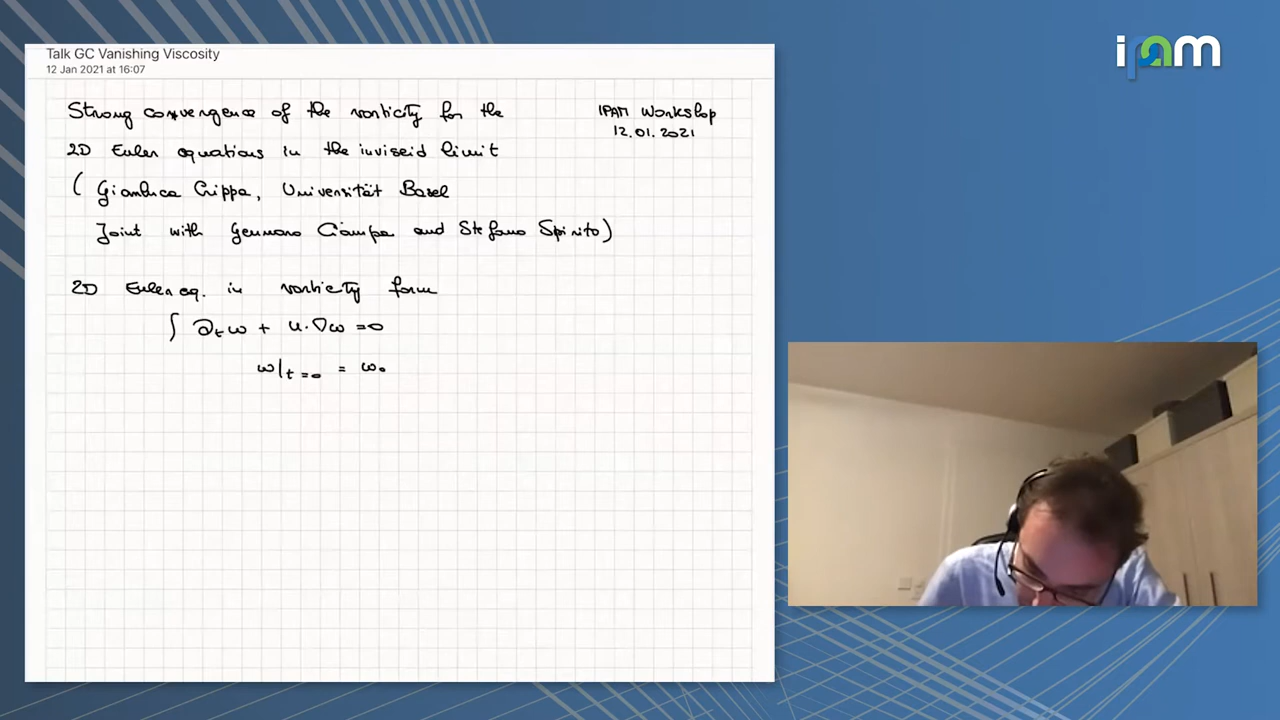 Talk GC Vanishing Viscosity
12 Jan 2021 at 16:07
ipam
Strong convergence of the vorticity for the
IPAM Workshop
12.01.2021
2D Euler equations in the inviscid limit
(Gianluca Crippa, Universität Basel
Joint with Gennaro Ciampa and Stefano Spirito)
2D Euler eq. in vorticity form
∫ ∂ₜω + u·∇ω = 0
ω|ₜ₌₀ = ω₀